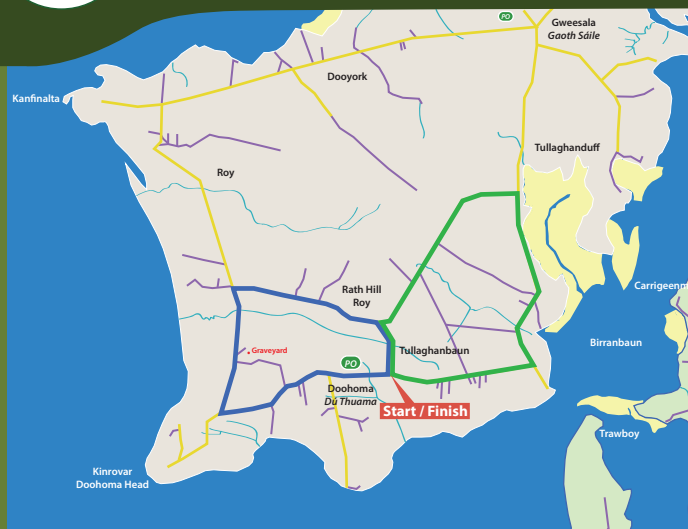 PO
Gweesala
Gaoth Sáile
Dooyork
Kanfinalta
Tullaghanduff
Roy
Carrigeenm
Rath Hill
Roy
Birranbaun
Graveyard
Tullaghanbaun
PO
Doohoma
Dú Thuama
Start / Finish
Trawboy
Kinrovar
Doohoma Head